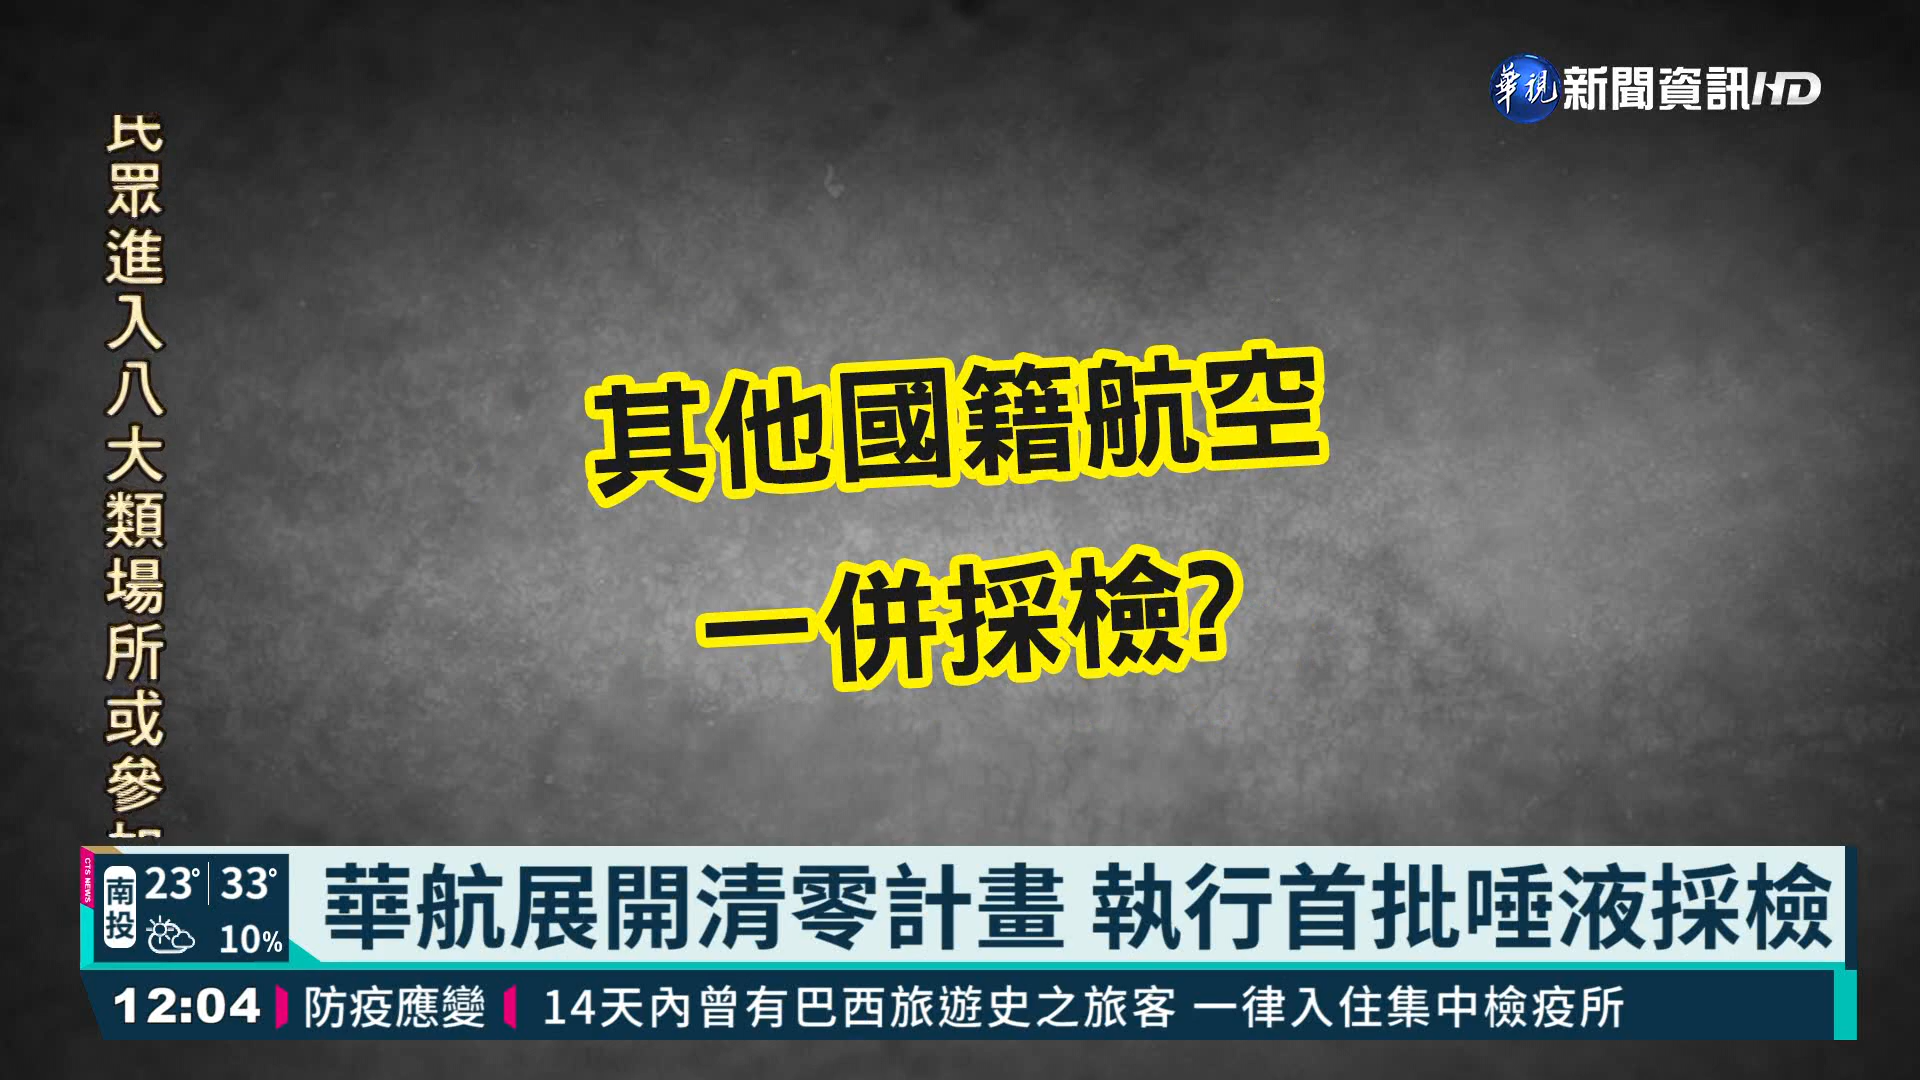 華視新聞資訊HD
民眾進入八大類場所或參
其他國籍航空
一併採檢?
CTS NEWS
南投
23° 33°
10%
華航展開清零計畫 執行首批唾液採檢
12:04 防疫應變 14天內曾有巴西旅遊史之旅客 一律入住集中檢疫所